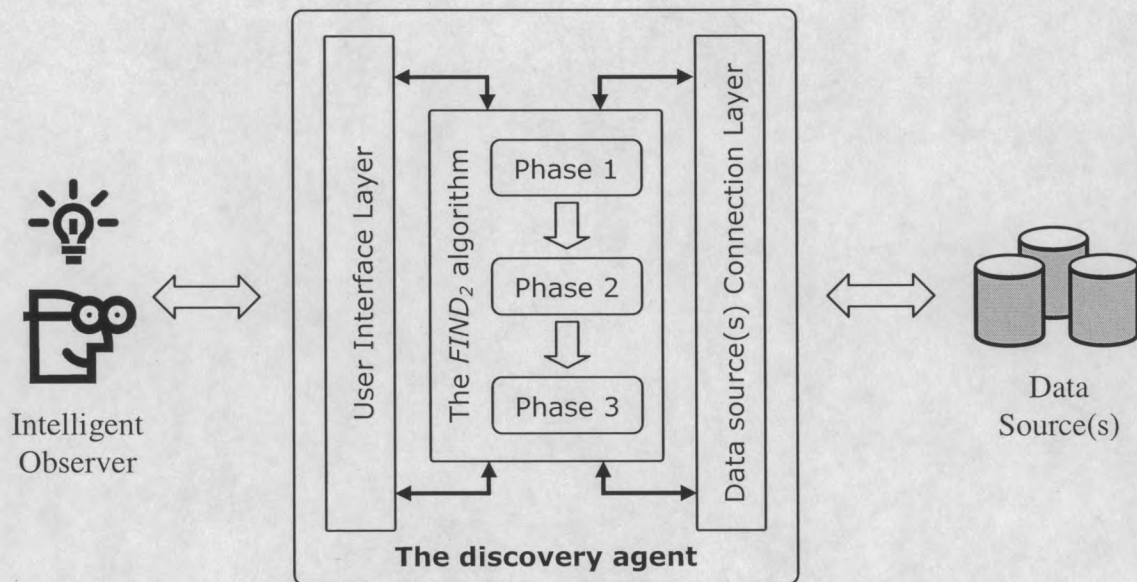 Intelligent
Observer
User Interface Layer
The FIND₂ algorithm
Phase 1
Phase 2
Phase 3
Data source(s) Connection Layer
The discovery agent
Data
Source(s)